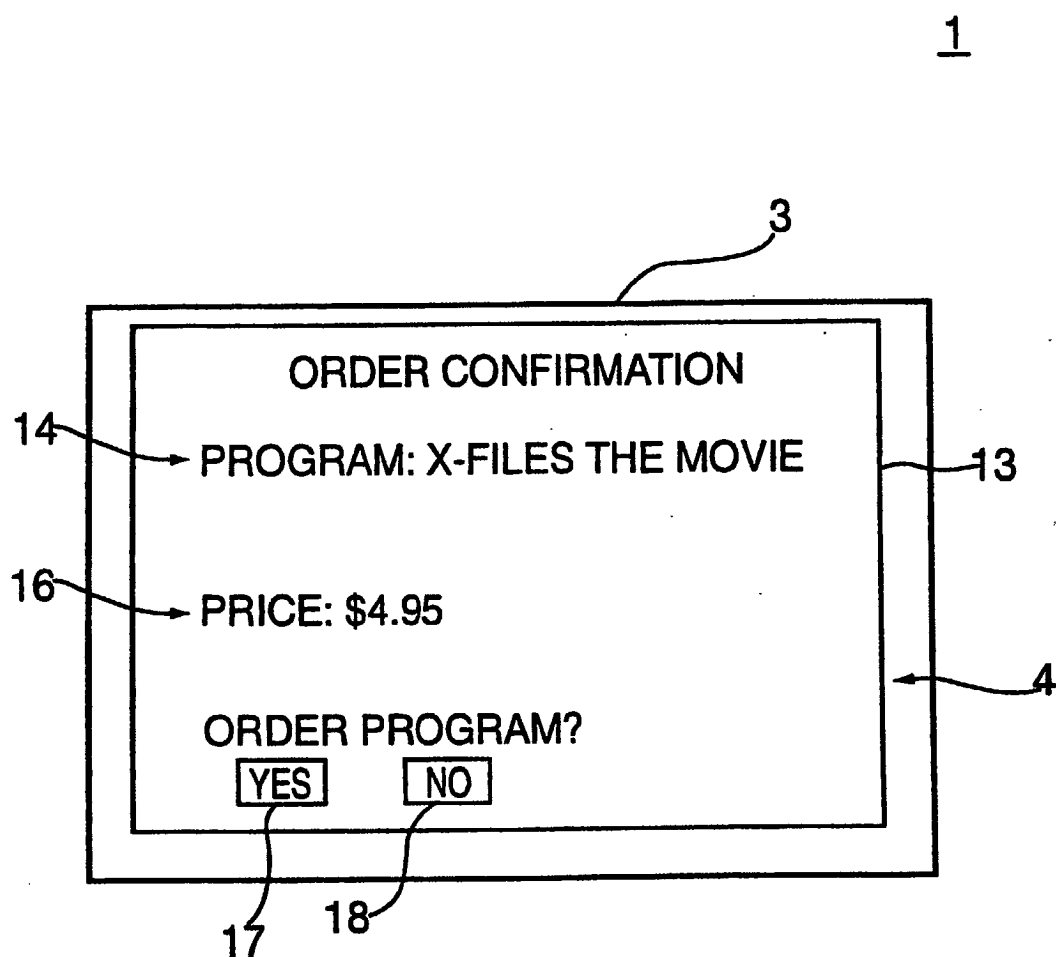 1
3
ORDER CONFIRMATION
14
PROGRAM: X-FILES THE MOVIE
13
16
PRICE: $4.95
4
ORDER PROGRAM?
YES NO
17 18